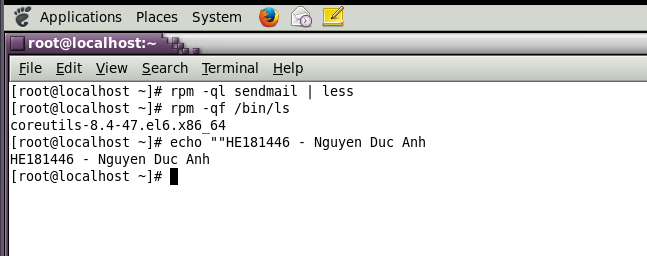 Applications Places System
root@localhost:~
File Edit View Search Terminal Help
[root@localhost ~]# rpm -ql sendmail | less
[root@localhost ~]# rpm -qf /bin/ls
coreutils-8.4-47.el6.x86_64
[root@localhost ~]# echo ""HE181446 - Nguyen Duc Anh
HE181446 - Nguyen Duc Anh
[root@localhost ~]#